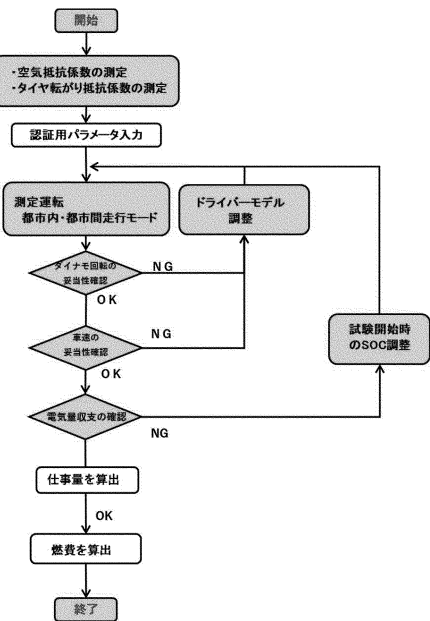 開始
・空気抵抗係数の測定
・タイヤ転がり抵抗係数の測定
認証用パラメータ入力
測定運転
都市内・都市間走行モード
ドライバーモデル
調整
ダイナモ回転の
妥当性確認
NG
OK
車速の
妥当性確認
NG
OK
試験開始時
のSOC調整
電気量収支の確認
NG
仕事量を算出
OK
燃費を算出
終了